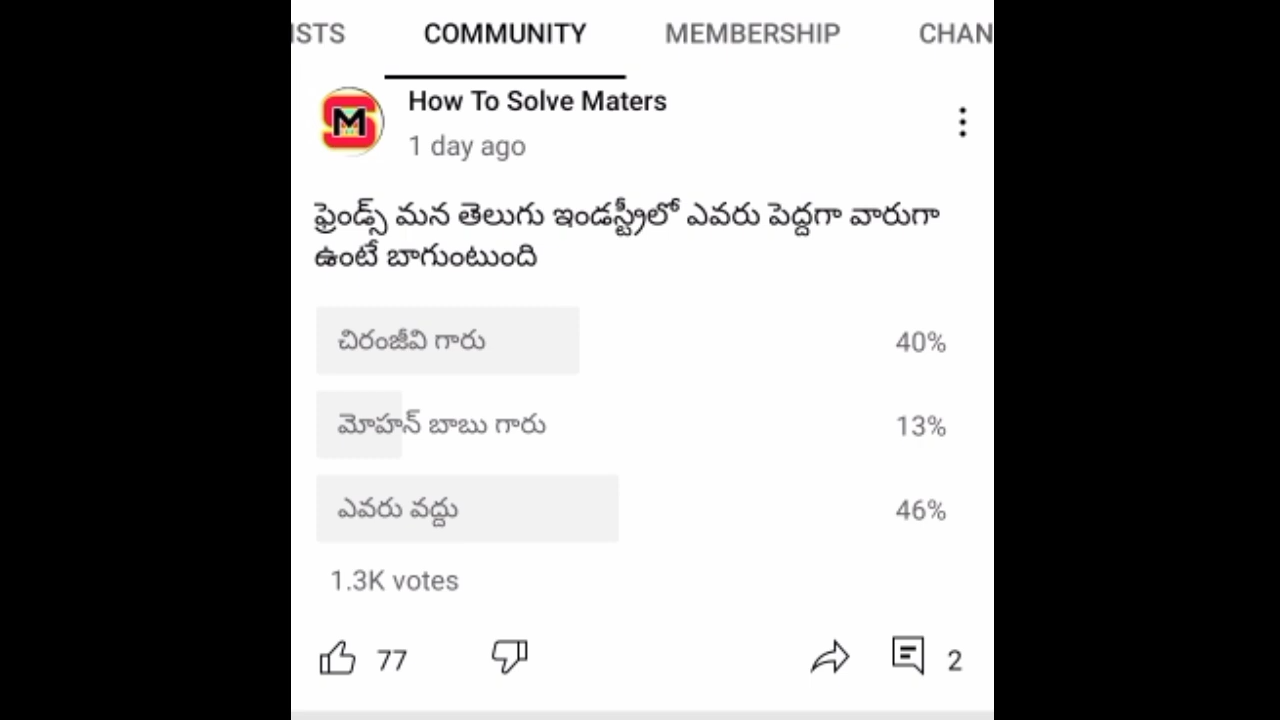 ISTS COMMUNITY MEMBERSHIP CHAN
How To Solve Maters
1 day ago
ఫ్రెండ్స్ మన తెలుగు ఇండస్ట్రీలో ఎవరు పెద్దగా వారుగా
ఉంటే బాగుంటుంది
చిరంజీవి గారు 40%
మోహన్ బాబు గారు 13%
ఎవరు వద్దు 46%
1.3K votes
77 2